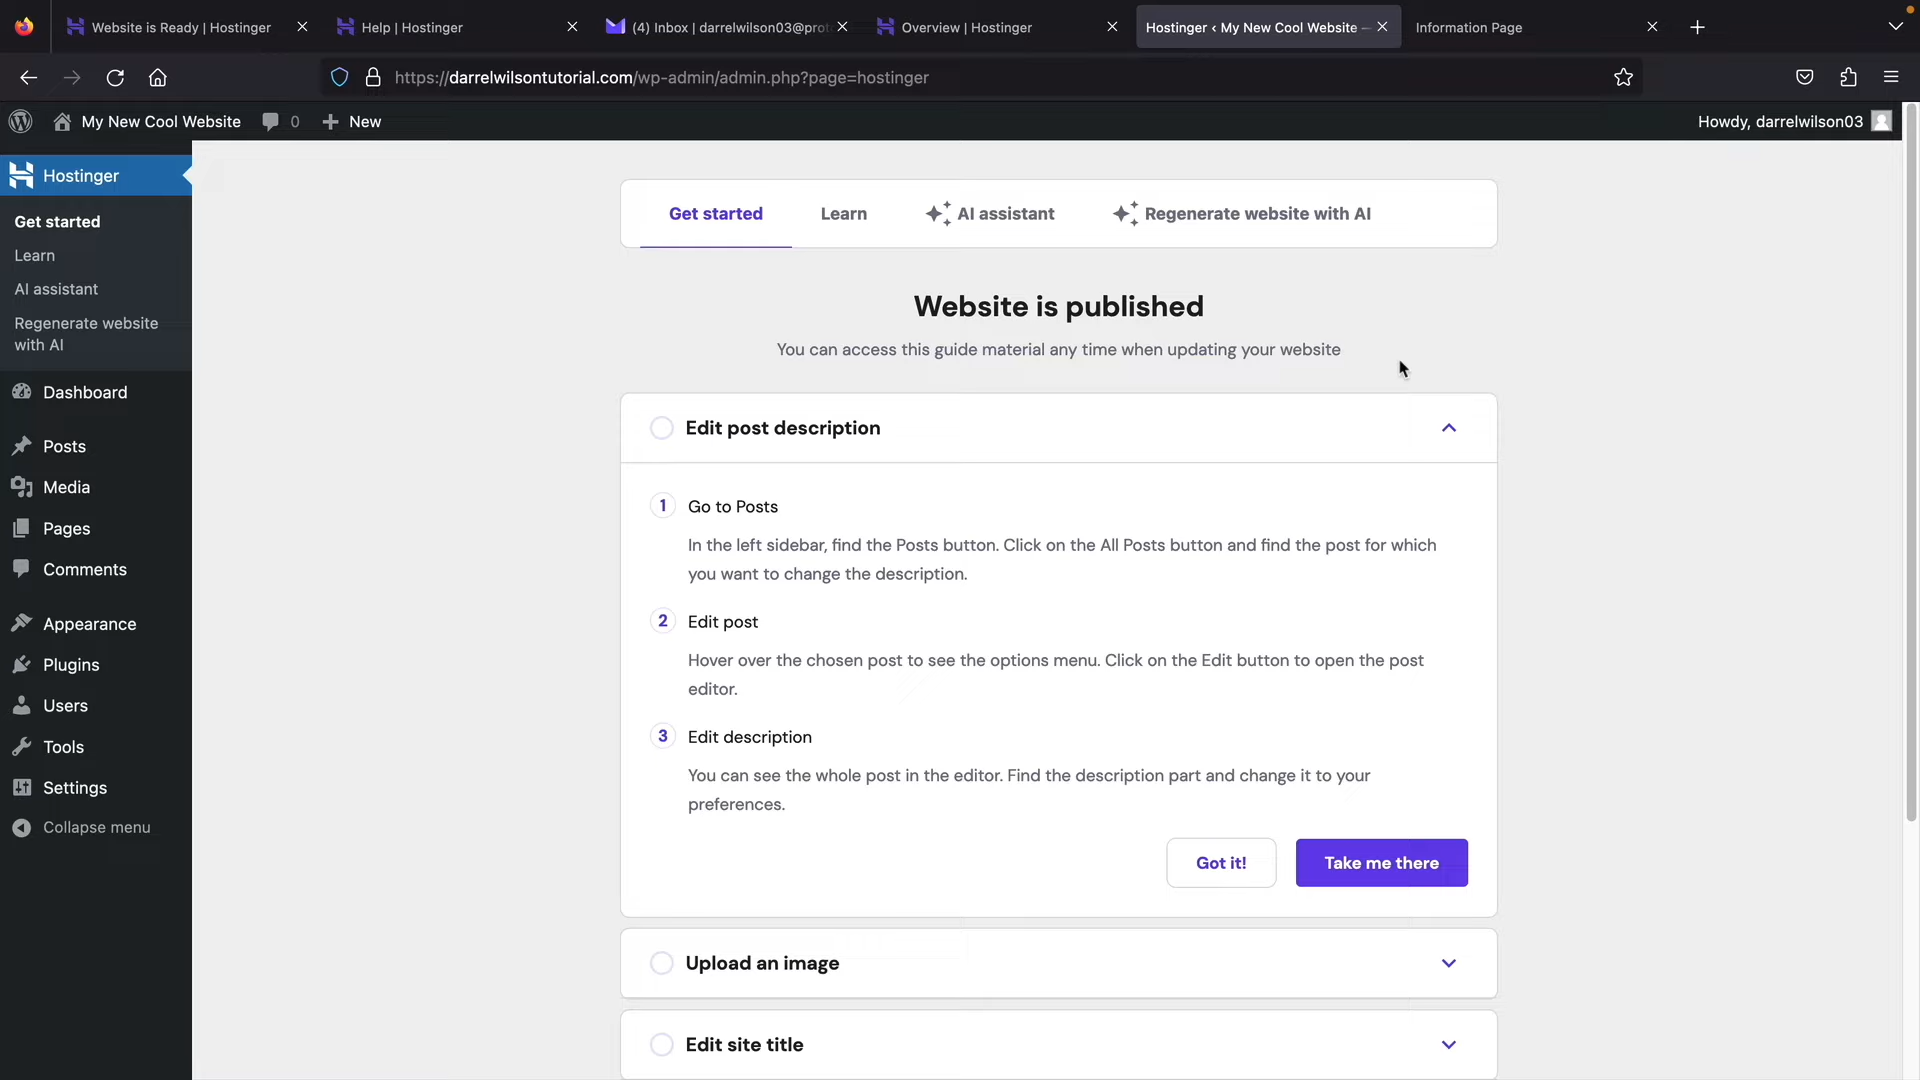 Website is Ready | Hostinger
Help | Hostinger
(4) Inbox | darrelwilson03@prot
Overview | Hostinger
Hostinger ‹ My New Cool Website —
Information Page
https://darrelwilsontutorial.com/wp-admin/admin.php?page=hostinger
My New Cool Website
0
New
Howdy, darrelwilson03
Hostinger
Get started
Learn
AI assistant
Regenerate website
with AI
Dashboard
Posts
Media
Pages
Comments
Appearance
Plugins
Users
Tools
Settings
Collapse menu
Get started
Learn
AI assistant
Regenerate website with AI
Website is published
You can access this guide material any time when updating your website
Edit post description
1 Go to Posts
In the left sidebar, find the Posts button. Click on the All Posts button and find the post for which
you want to change the description.
2 Edit post
Hover over the chosen post to see the options menu. Click on the Edit button to open the post
editor.
3 Edit description
You can see the whole post in the editor. Find the description part and change it to your
preferences.
Got it!
Take me there
Upload an image
Edit site title